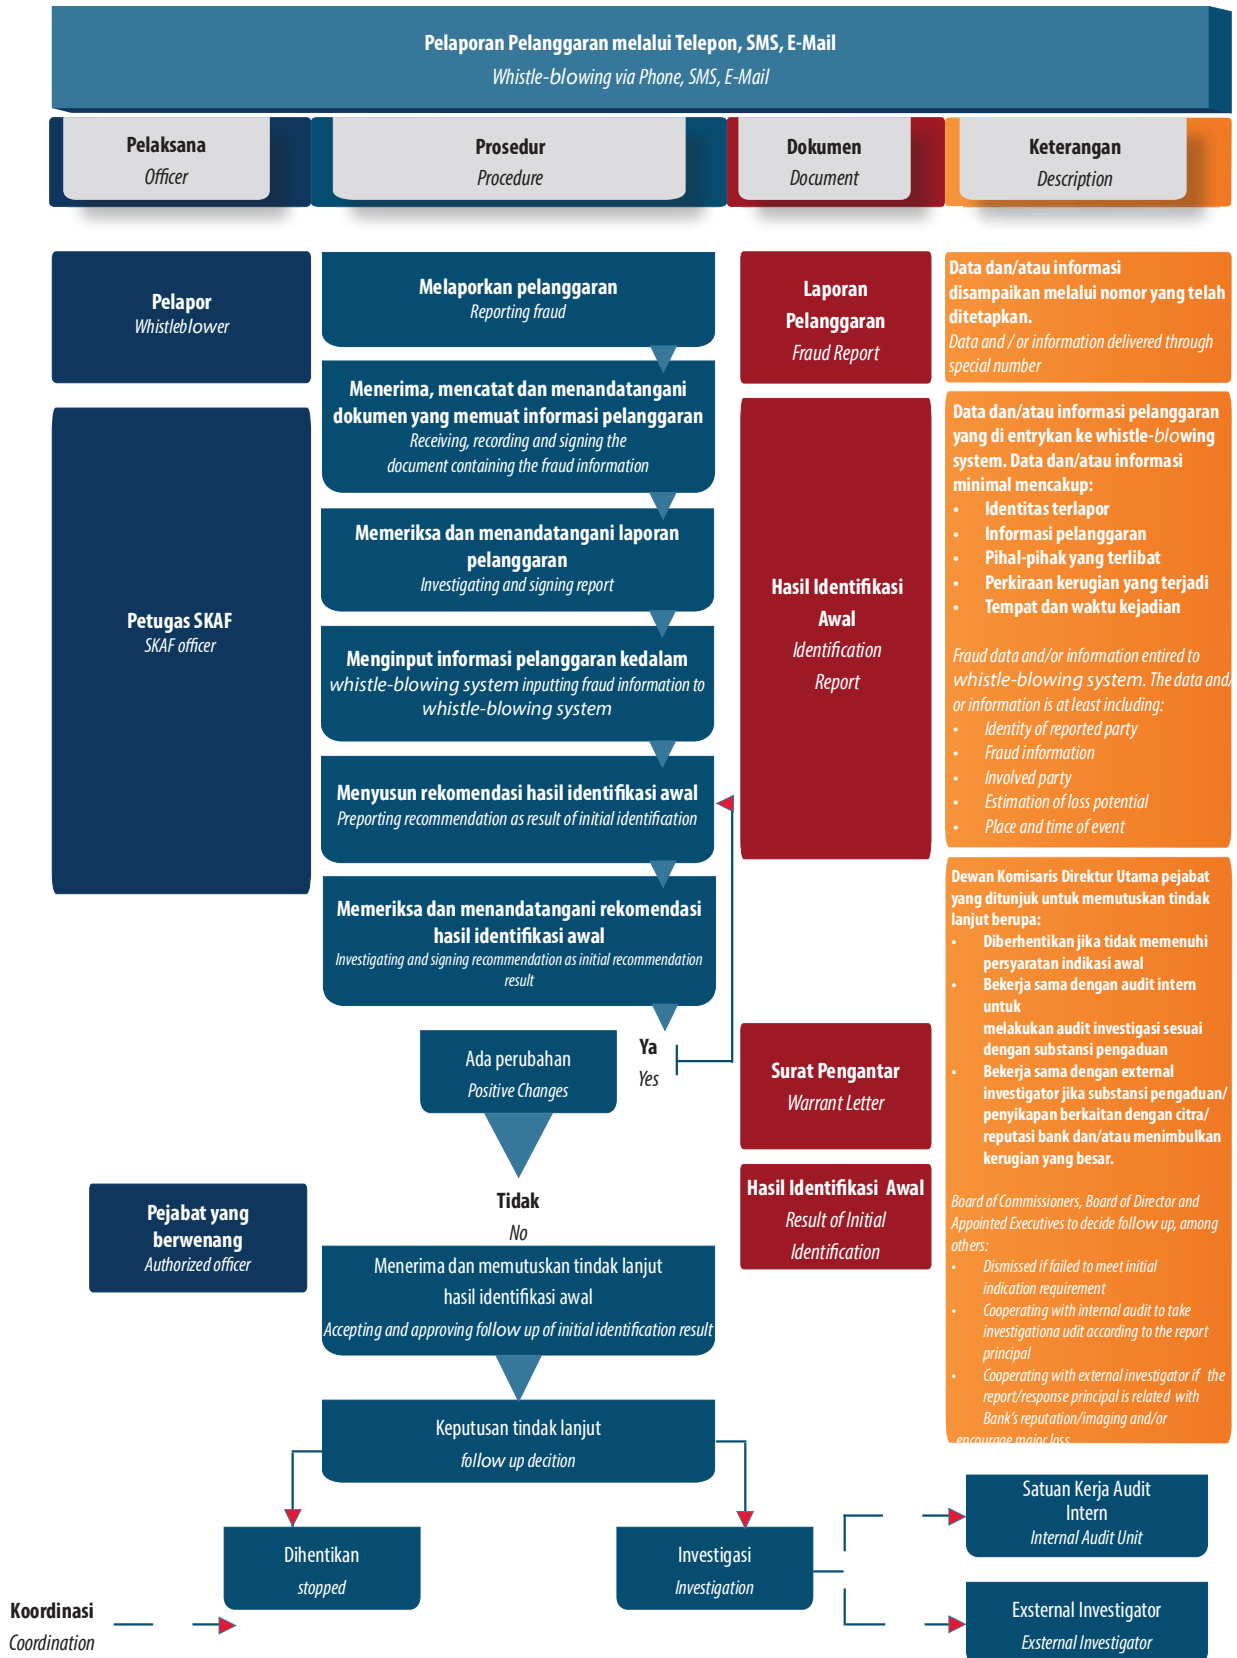 Pelaporan Pelanggaran melalui Telepon, SMS, E-Mail
Whistle-blowing via Phone, SMS, E-Mail
Pelaksana
Officer
Prosedur
Procedure
Dokumen
Document
Keterangan
Description
Pelapor
Whistleblower
Melaporkan pelanggaran
Reporting fraud
Laporan
Pelanggaran
Fraud Report
Data dan/atau informasi
disampaikan melalui nomor yang telah
ditetapkan.
Data and / or information delivered through
special number
Petugas SKAF
SKAF officer
Menerima, mencatat dan menandatangani
dokumen yang memuat informasi pelanggaran
Receiving, recording and signing the
document containing the fraud information
Memeriksa dan menandatangani laporan
pelanggaran
Investigating and signing report
Menginput informasi pelanggaran kedalam
whistle-blowing system inputting fraud information to
whistle-blowing system
Menyusun rekomendasi hasil identifikasi awal
Preporting recommendation as result of initial identification
Memeriksa dan menandatangani rekomendasi
hasil identifikasi awal
Investigating and signing recommendation as initial recommendation
result
Hasil Identifikasi
Awal
Identification
Report
Data dan/atau informasi pelanggaran
yang di entrykan ke whistle-blowing
system. Data dan/atau informasi
minimal mencakup:
• Identitas terlapor
• Informasi pelanggaran
• Pihal-pihak yang terlibat
• Perkiraan kerugian yang terjadi
• Tempat dan waktu kejadian
Fraud data and/or information entired to
whistle-blowing system. The data and/
or information is at least including:
• Identity of reported party
• Fraud information
• Involved party
• Estimation of loss potential
• Place and time of event
Ada perubahan
Positive Changes
Ya
Yes
Tidak
No
Surat Pengantar
Warrant Letter
Hasil Identifikasi Awal
Result of Initial
Identification
Dewan Komisaris Direktur Utama pejabat
yang ditunjuk untuk memutuskan tindak
lanjut berupa:
• Diberhentikan jika tidak memenuhi
persyaratan indikasi awal
• Bekerja sama dengan audit intern
untuk
melakukan audit investigasi sesuai
dengan substansi pengaduan
• Bekerja sama dengan external
investigator jika substansi pengaduan/
penyikapan berkaitan dengan citra/
reputasi bank dan/atau menimbulkan
kerugian yang besar.
Board of Commissioners, Board of Director and
Appointed Executives to decide follow up, among
others:
• Dismissed if failed to meet initial
indication requirement
• Cooperating with internal audit to take
investigationa udit according to the report
principal
• Cooperating with external investigator if the
report/response principal is related with
Bank's reputation/imaging and/or
encourage major loss
Pejabat yang
berwenang
Authorized officer
Menerima dan memutuskan tindak lanjut
hasil identifikasi awal
Accepting and approving follow up of initial identification result
Keputusan tindak lanjut
follow up decition
Dihentikan
stopped
Investigasi
Investigation
Satuan Kerja Audit
Intern
Internal Audit Unit
Exsternal Investigator
Exsternal Investigator
Koordinasi
Coordination